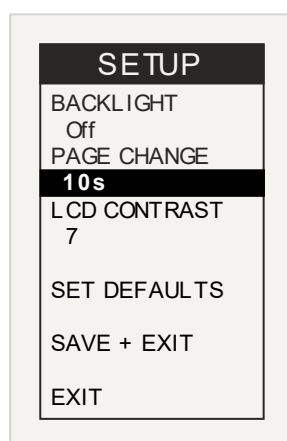 SETUP
BACKLIGHT
Off
PAGE CHANGE
10s
LCD CONTRAST
7
SET DEFAULTS
SAVE + EXIT
EXIT